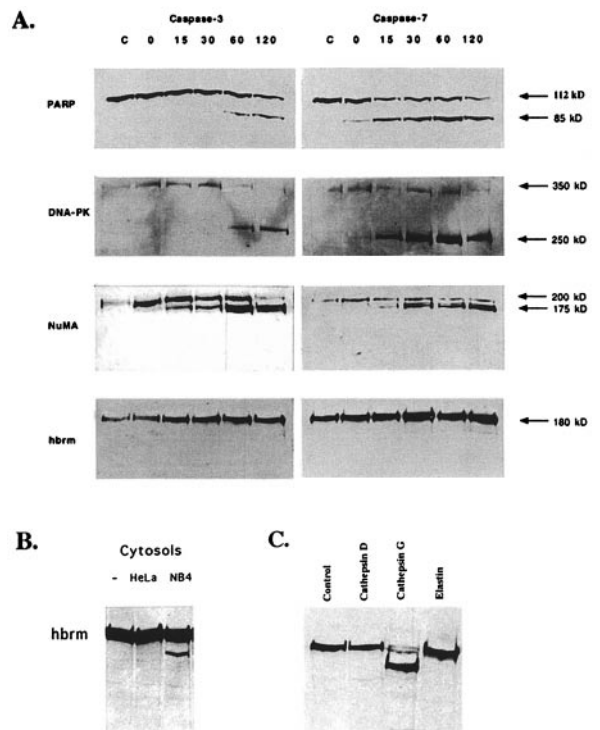 A.
Caspase-3 Caspase-7
C 0 15 30 60 120 C 0 15 30 60 120
PARP
112 kD
85 kD
DNA-PK
350 kD
250 kD
NuMA
200 kD
175 kD
hbrm
180 kD
B.
Cytosols
- HeLa NB4
hbrm
C.
Control
Cathepsin D
Cathepsin G
Elastin